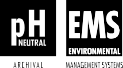 pH
NEUTRAL
ARCHIVAL
EMS
ENVIRONMENTAL
MANAGEMENT SYSTEMS